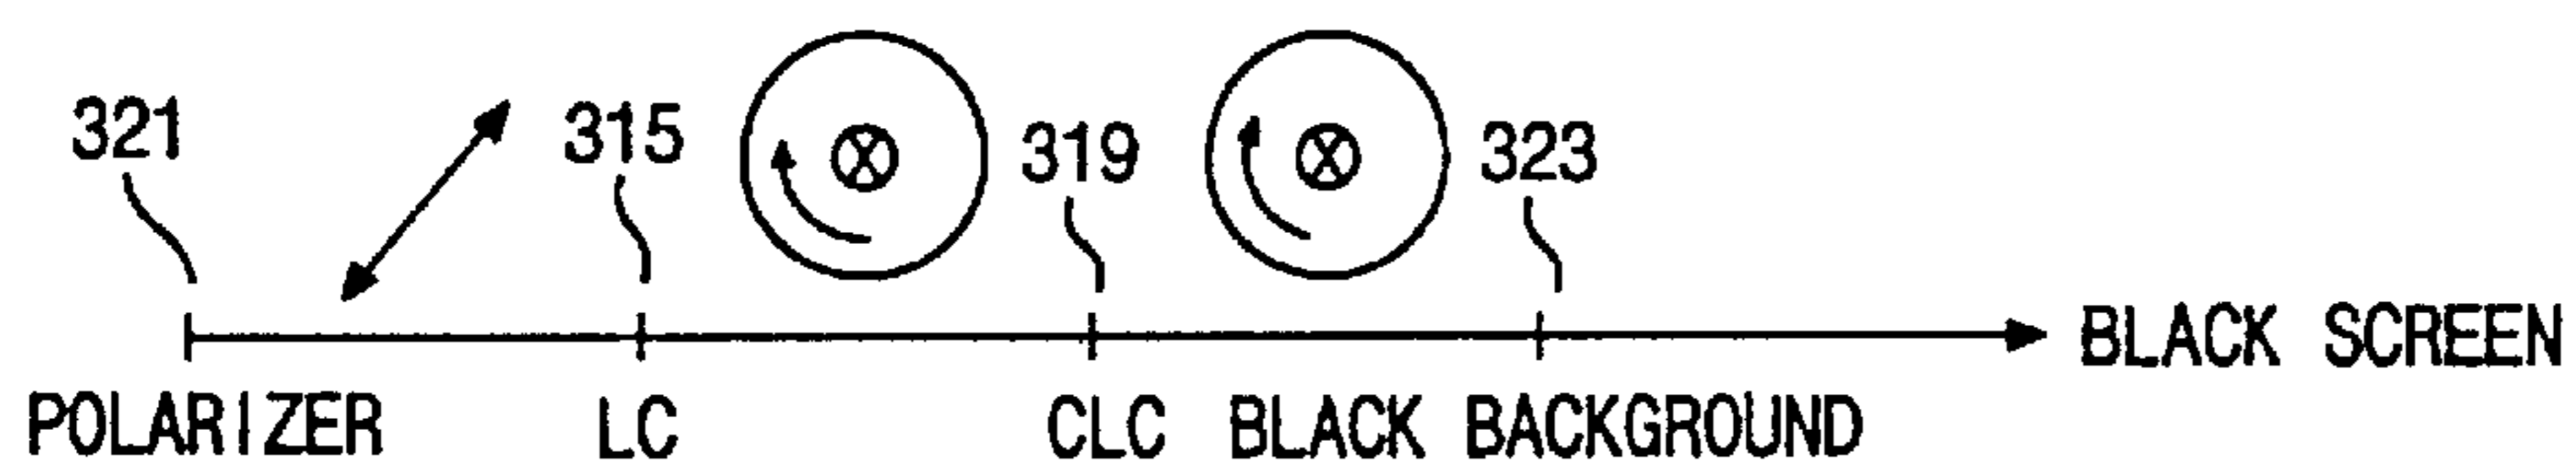 321 315 319 323
BLACK SCREEN
POLARIZER LC CLC BLACK BACKGROUND